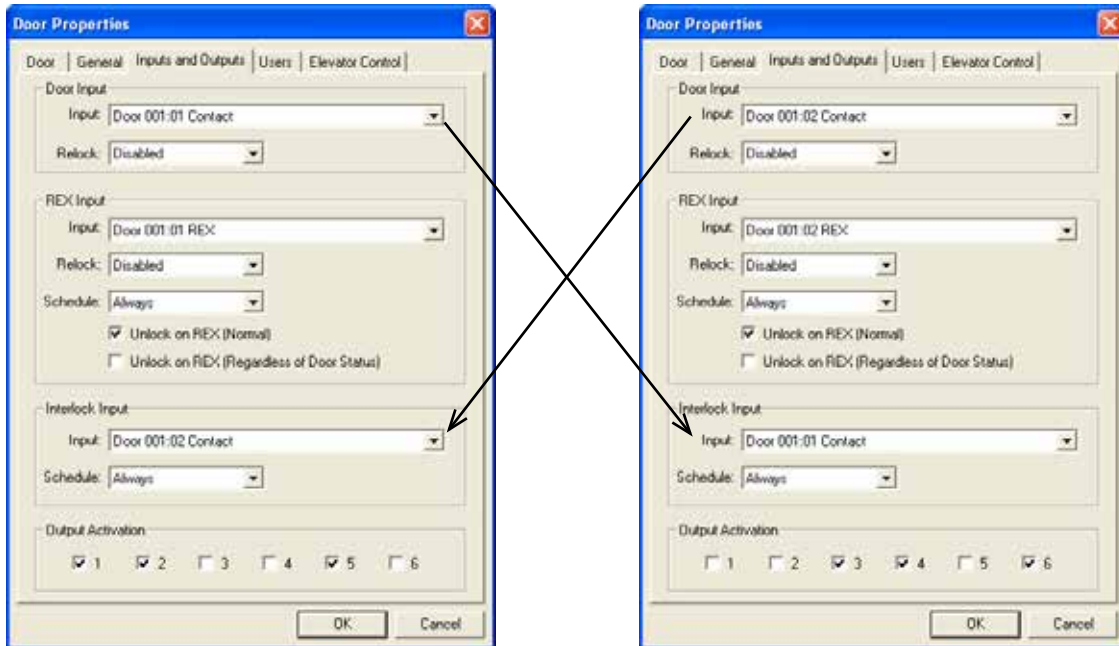 Door Properties
Door General Inputs and Outputs Users Elevator Control
Door Input
Input: Door 001:01 Contact
Relock: Disabled
REX Input
Input: Door 001:01 REX
Relock: Disabled
Schedule: Always
Unlock on REX (Normal)
Unlock on REX (Regardless of Door Status)
Interlock Input
Input: Door 001:02 Contact
Schedule: Always
Output Activation
1 2 3 4 5 6
OK Cancel
Door Properties
Door General Inputs and Outputs Users Elevator Control
Door Input
Input: Door 001:02 Contact
Relock: Disabled
REX Input
Input: Door 001:02 REX
Relock: Disabled
Schedule: Always
Unlock on REX (Normal)
Unlock on REX (Regardless of Door Status)
Interlock Input
Input: Door 001:01 Contact
Schedule: Always
Output Activation
1 2 3 4 5 6
OK Cancel